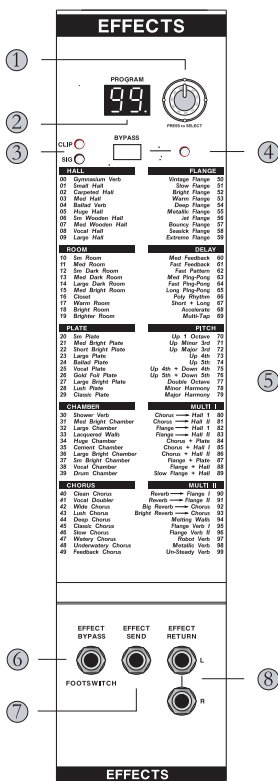 EFFECTS
1
PROGRAM
99.
PRESS to SELECT
2
BYPASS
CLIP
3
SIG
4
HALL
00 Gymnasium Verb
01 Small Hall
02 Carpeted Hall
03 Med Hall
04 Ballad Verb
05 Huge Hall
06 Sm Wooden Hall
07 Med Wooden Hall
08 Vocal Hall
09 Large Hall
FLANGE
Vintage Flange 50
Slow Flange 51
Bright Flange 52
Warm Flange 53
Deep Flange 54
Metallic Flange 55
Jet Flange 56
Bouncy Flange 57
Seasick Flange 58
Extreme Flange 59
ROOM
10 Sm Room
11 Med Room
12 Sm Dark Room
13 Med Dark Room
14 Large Dark Room
15 Med Bright Room
16 Closet
17 Warm Room
18 Bright Room
19 Brighter Room
DELAY
Med Feedback 60
Fast Feedback 61
Fast Pattern 62
Med Ping-Pong 63
Fast Ping-Pong 64
Long Ping-Pong 65
Poly Rhythm 66
Short + Long 67
Accelerate 68
Multi-Tap 69
PLATE
20 Sm Plate
21 Med Bright Plate
22 Short Bright Plate
23 Large Plate
24 Ballad Plate
25 Vocal Plate
26 Gold Foil Plate
27 Large Bright Plate
28 Lush Plate
29 Classic Plate
PITCH
Up 1 Octave 70
Up Minor 3rd 71
Up Major 3rd 72
Up 4th 73
Up 5th 74
Up 4th + Down 4th 75
Up 5th + Down 5th 76
Double Octave 77
Minor Harmony 78
Major Harmony 79
5
CHAMBER
30 Shower Verb
31 Med Bright Chamber
32 Large Chamber
33 Lacquered Walls
34 Huge Chamber
35 Cement Chamber
36 Large Bright Chamber
37 Sm Bright Chamber
38 Vocal Chamber
39 Drum Chamber
MULTI I
Chorus → Hall 1 80
Chorus → Hall II 81
Flange → Hall 1 82
Flange → Hall II 83
Chorus + Plate 84
Chorus + Hall I 85
Chorus + Hall II 86
Flange + Plate 87
Flange + Hall 88
Slow Flange + Hall 89
CHORUS
40 Clean Chorus
41 Vocal Doubler
42 Wide Chorus
43 Lush Chorus
44 Deep Chorus
45 Classic Chorus
46 Slow Chorus
47 Watery Chorus
48 Underwatery Chorus
49 Feedback Chorus
MULTI II
Reverb → Flange I 90
Reverb → Flange II 91
Big Reverb → Chorus 92
Bright Reverb → Chorus 93
Melting Walls 94
Flange Verb I 95
Flange Verb II 96
Robot Verb 97
Metallic Verb 98
Un-Steady Verb 99
EFFECT BYPASS
EFFECT SEND
EFFECT RETURN
6
L
FOOTSWITCH
7
8
R
EFFECTS